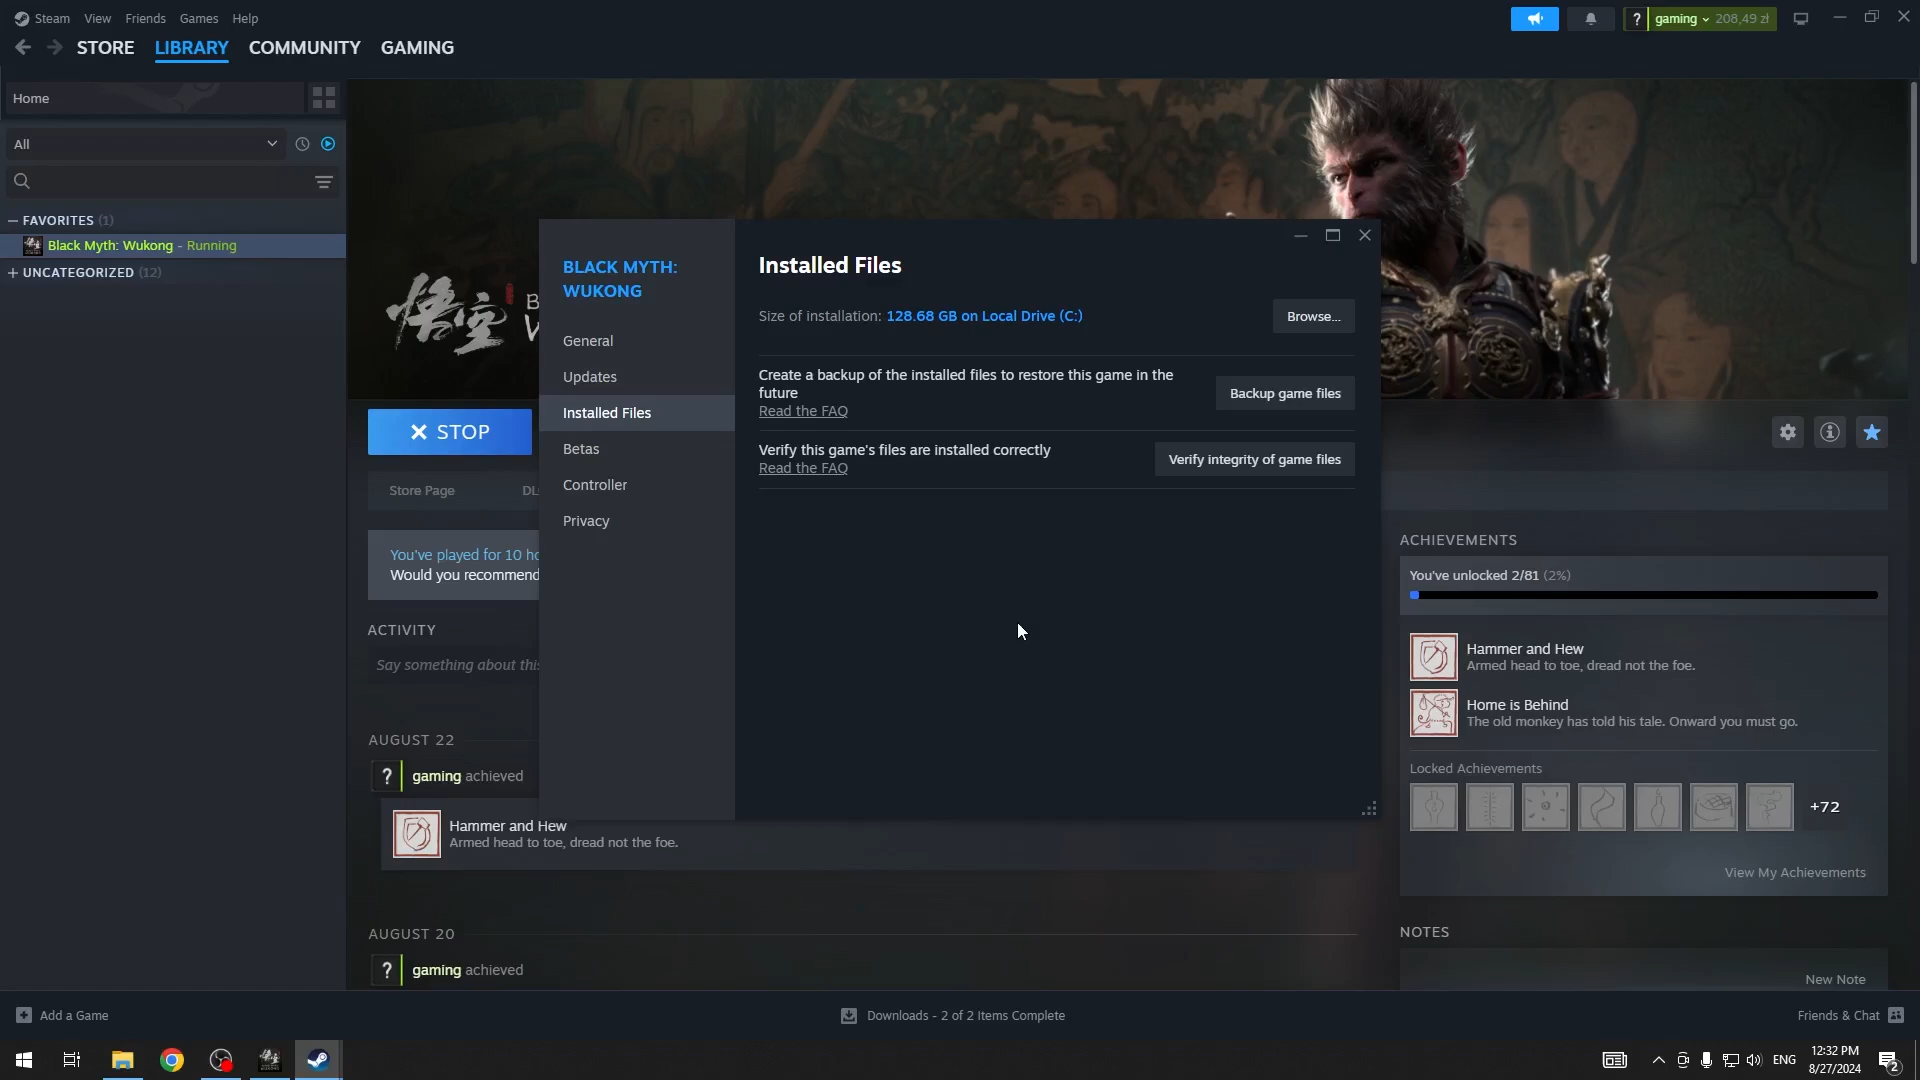 Steam View Friends Games Help
gaming 208,49 zł
STORE LIBRARY COMMUNITY GAMING
Home
All
FAVORITES (1)
Black Myth: Wukong - Running
UNCATEGORIZED (12)
悟空
BLACK MYTH:
WUKONG
General
Updates
Installed Files
Betas
Controller
Privacy
Installed Files
Size of installation: 128.68 GB on Local Drive (C:)
Browse...
Create a backup of the installed files to restore this game in the
future
Read the FAQ
Backup game files
Verify this game's files are installed correctly
Read the FAQ
Verify integrity of game files
STOP
Store Page
You've played for 10
Would you recommend
ACTIVITY
Say something about
AUGUST 22
gaming achieved
Hammer and Hew
Armed head to toe, dread not the foe.
AUGUST 20
gaming achieved
ACHIEVEMENTS
You've unlocked 2/81 (2%)
Hammer and Hew
Armed head to toe, dread not the foe.
Home is Behind
The old monkey has told his tale. Onward you must go.
Locked Achievements
+72
View My Achievements
NOTES
New Note
Add a Game
Downloads - 2 of 2 Items Complete
Friends & Chat
ENG
12:32 PM
8/27/2024
2